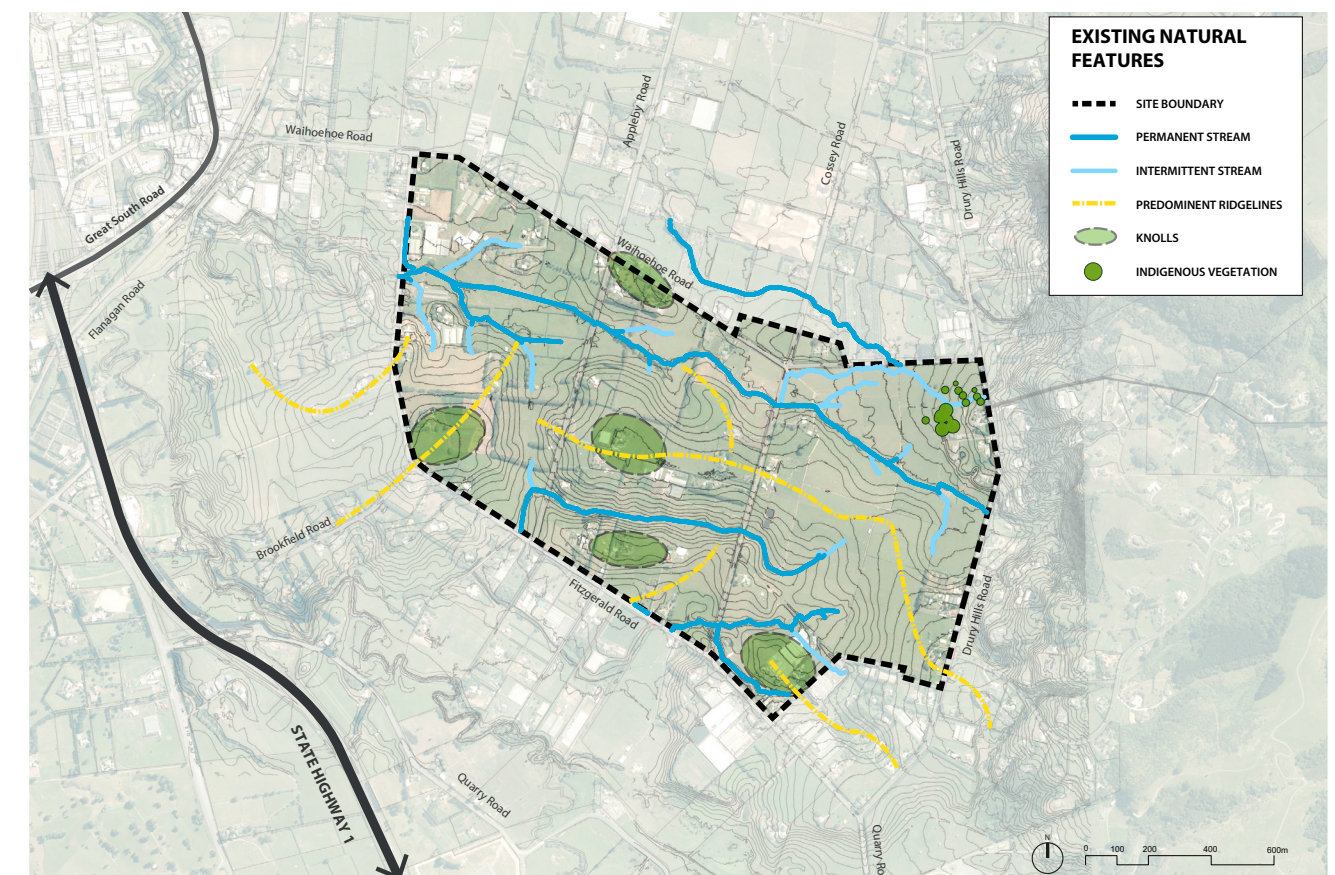 EXISTING NATURAL
FEATURES
SITE BOUNDARY
PERMANENT STREAM
INTERMITTENT STREAM
PREDOMINENT RIDGELINES
KNOLLS
INDIGENOUS VEGETATION
Waihoehoe Road
Appleby Road
Cossey Road
Drury Hills Road
Great South Road
Flanagan Road
Waihoehoe Road
Brookfield Road
Fitzgerald Road
Drury Hills Road
STATE HIGHWAY 1
Quarry Road
Quarry Ro
N
0 100 200 400 600m